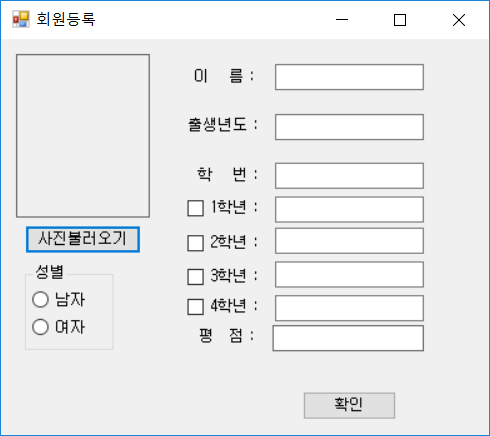 회원등록
이 름 :
출생년도 :
학 번 :
1학년 :
2학년 :
3학년 :
4학년 :
평 점 :
사진불러오기
성별
남자
여자
확인